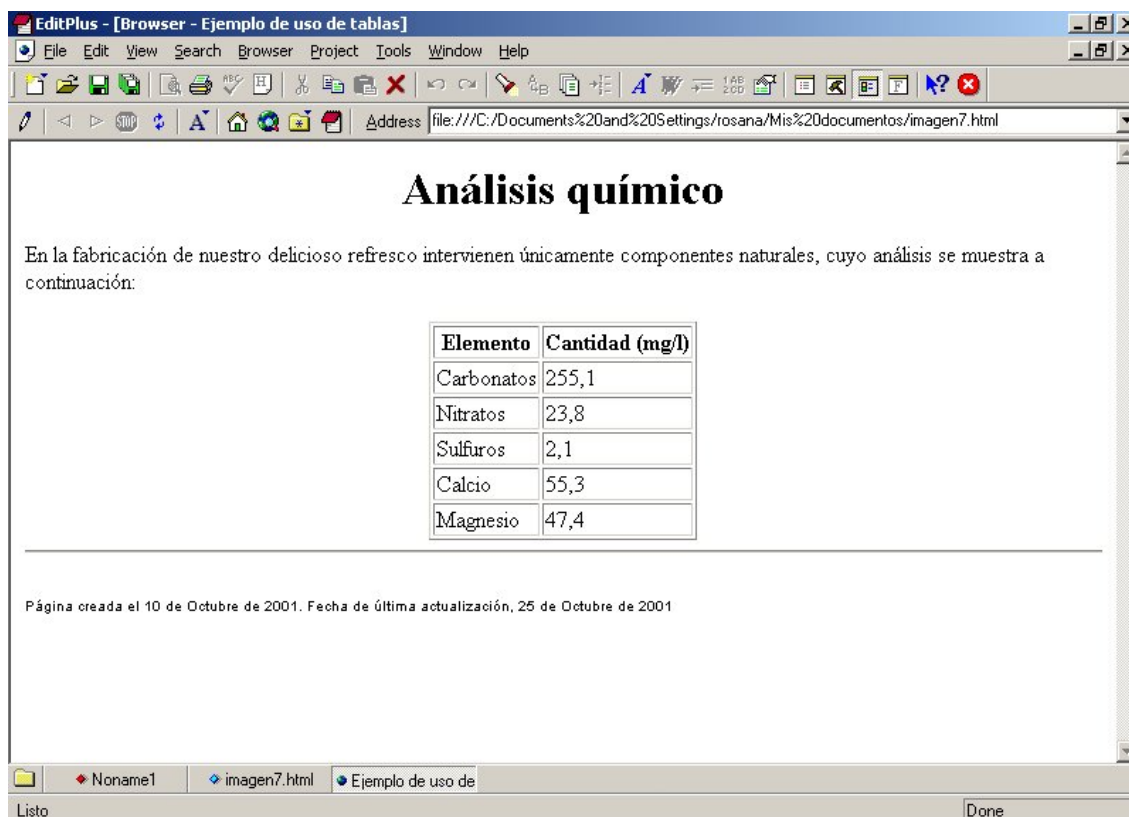 EditPlus - [Browser - Ejemplo de uso de tablas]
File Edit View Search Browser Project Tools Window Help
Address file:///C:/Documents%20and%20Settings/rosana/Mis%20documentos/imagen7.html
Análisis químico
En la fabricación de nuestro delicioso refresco intervienen únicamente componentes naturales, cuyo análisis se muestra a
continuación:
Elemento Cantidad (mg/l)
Carbonatos 255,1
Nitratos 23,8
Sulfuros 2,1
Calcio 55,3
Magnesio 47,4
Página creada el 10 de Octubre de 2001. Fecha de última actualización, 25 de Octubre de 2001
Noname1 imagen7.html Ejemplo de uso de
Listo Done